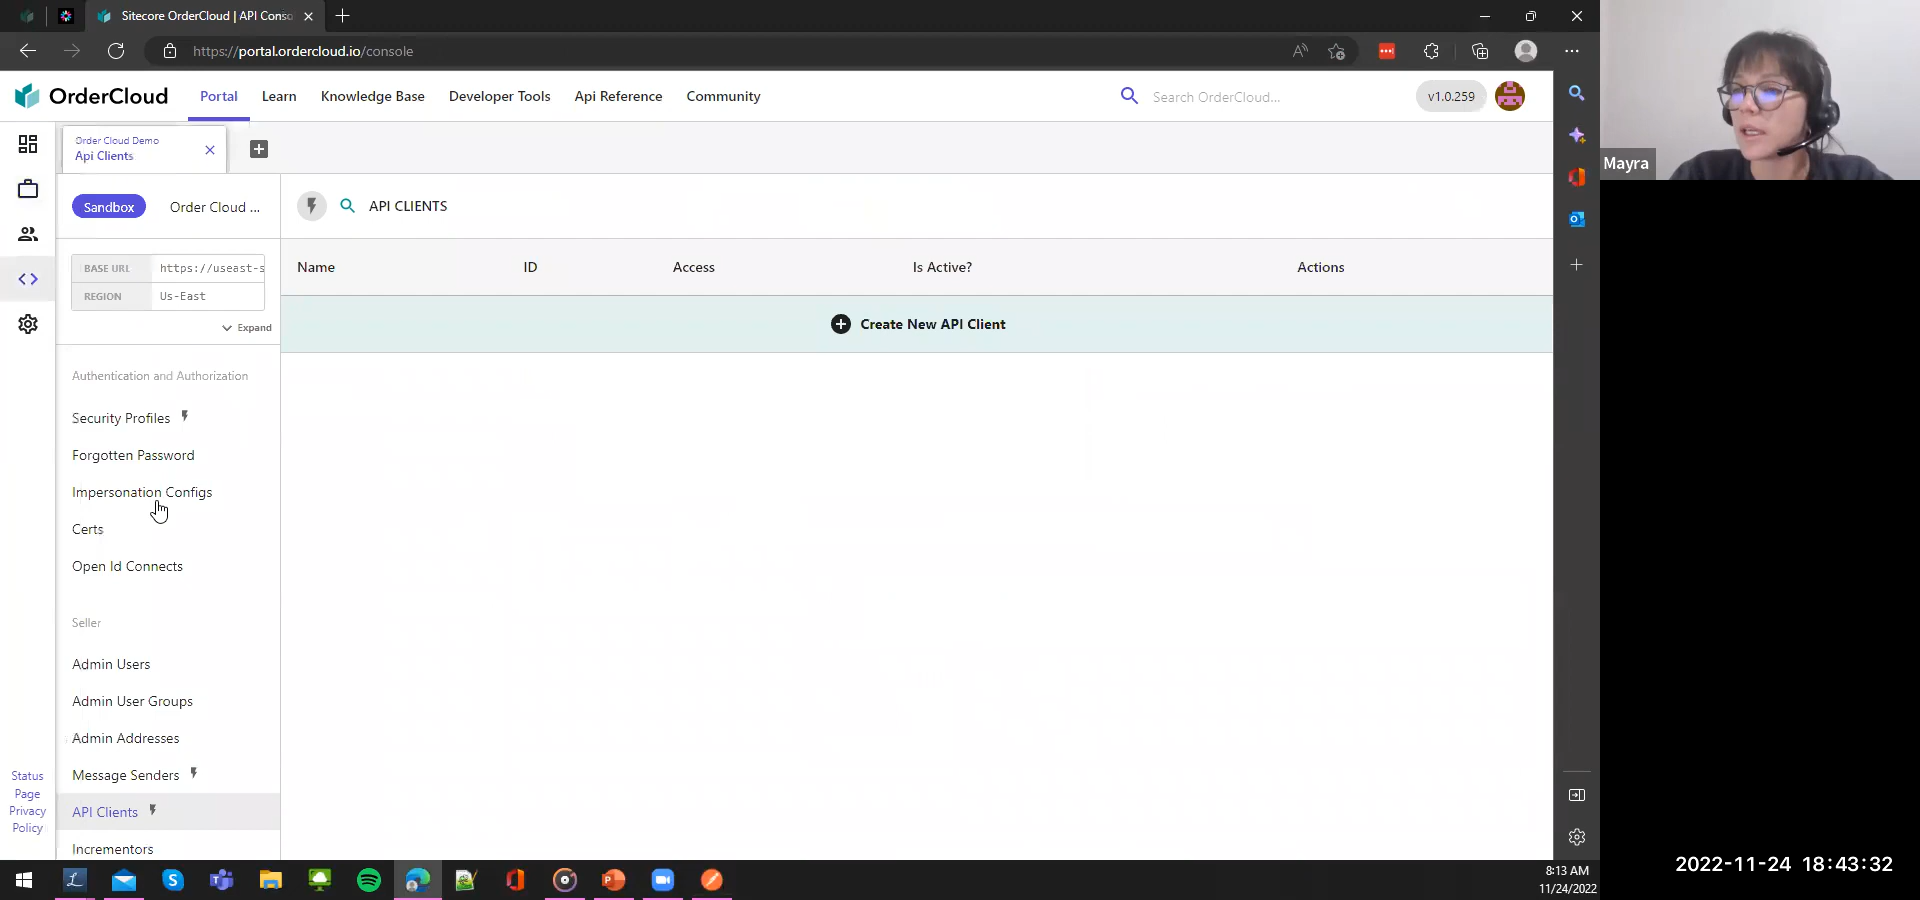 Sitecore OrderCloud | API Conso
https://portal.ordercloud.io/console
OrderCloud
Portal
Learn
Knowledge Base
Developer Tools
Api Reference
Community
Search OrderCloud...
v1.0.259
Mayra
Order Cloud Demo
Api Clients
Sandbox
Order Cloud ...
API CLIENTS
BASE URL
https://useast-s
REGION
Us-East
Expand
Name
ID
Access
Is Active?
Actions
Create New API Client
Authentication and Authorization
Security Profiles
Forgotten Password
Impersonation Configs
Certs
Open Id Connects
Seller
Admin Users
Admin User Groups
Admin Addresses
Message Senders
API Clients
Incrementors
Status
Page
Privacy
Policy
8:13 AM
11/24/2022
2022-11-24 18:43:32